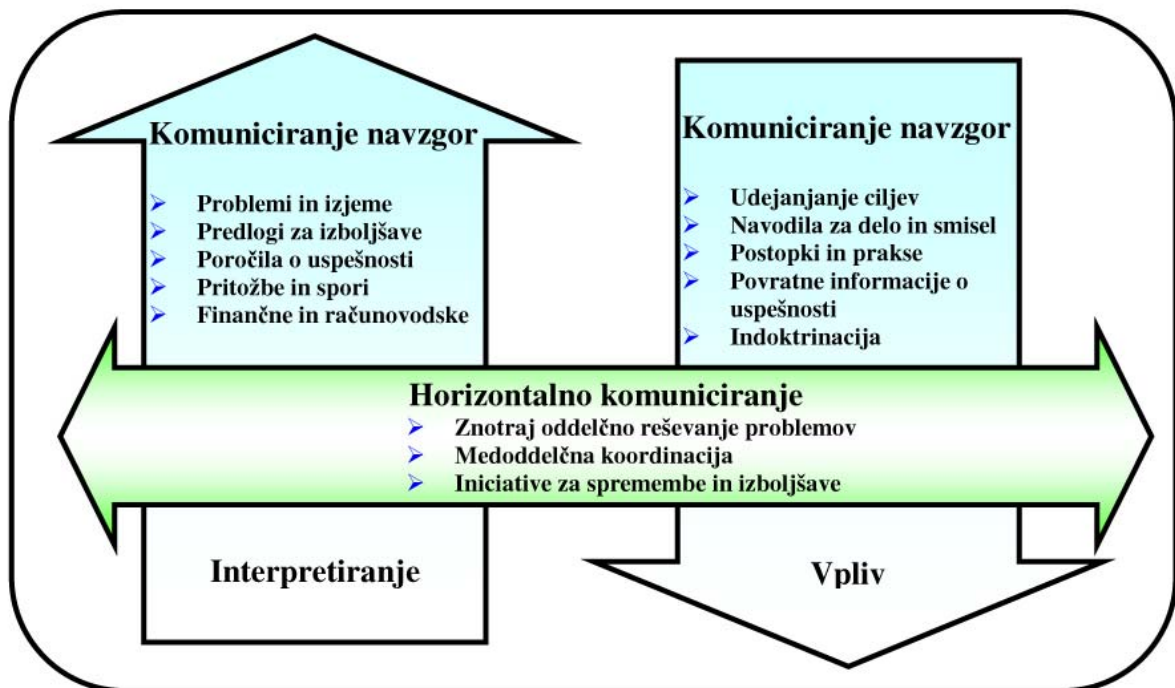 Komuniciranje navzgor
Problemi in izjeme
Predlogi za izboljšave
Poročila o uspešnosti
Pritožbe in spori
Finančne in računovodske
Komuniciranje navzgor
Udejanjanje ciljev
Navodila za delo in smisel
Postopki in prakse
Povratne informacije o
uspešnosti
Indoktrinacija
Horizontalno komuniciranje
Znotraj oddelčno reševanje problemov
Medoddelčna koordinacija
Iniciative za spremembe in izboljšave
Interpretiranje
Vpliv